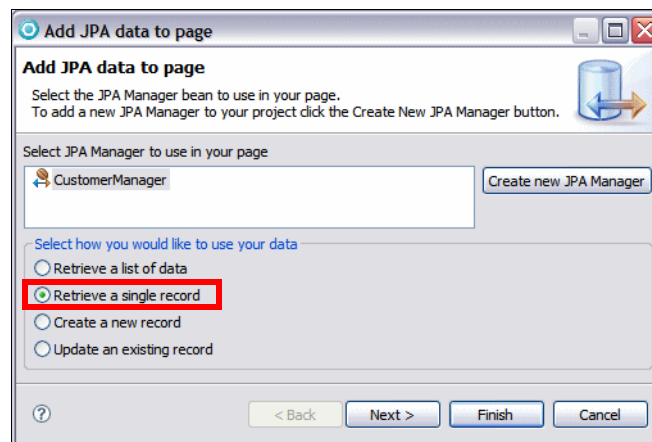 Add JPA data to page
Add JPA data to page
Select the JPA Manager bean to use in your page.
To add a new JPA Manager to your project click the Create New JPA Manager button.
Select JPA Manager to use in your page
CustomerManager
Create new JPA Manager
Select how you would like to use your data
Retrieve a list of data
Retrieve a single record
Create a new record
Update an existing record
?
< Back
Next >
Finish
Cancel